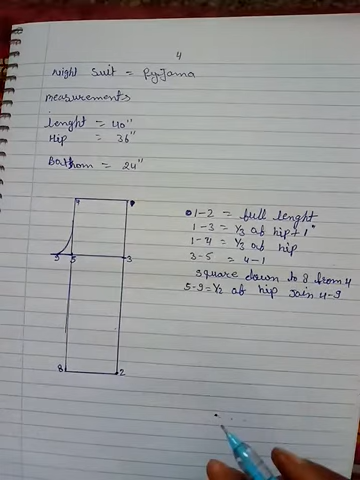 4
Night Suit = Pyjama
measurements
Lenght = 40"
Hip = 36"
Bottom = 24"
1-2 = full lenght
1-3 = 1/3 of hip + 1"
1-4 = 1/3 of hip
3-5 = 4-1
square down to 8 from 4
5-9 = 1/2 of hip Join 4-9
4
9 5 3
8 2